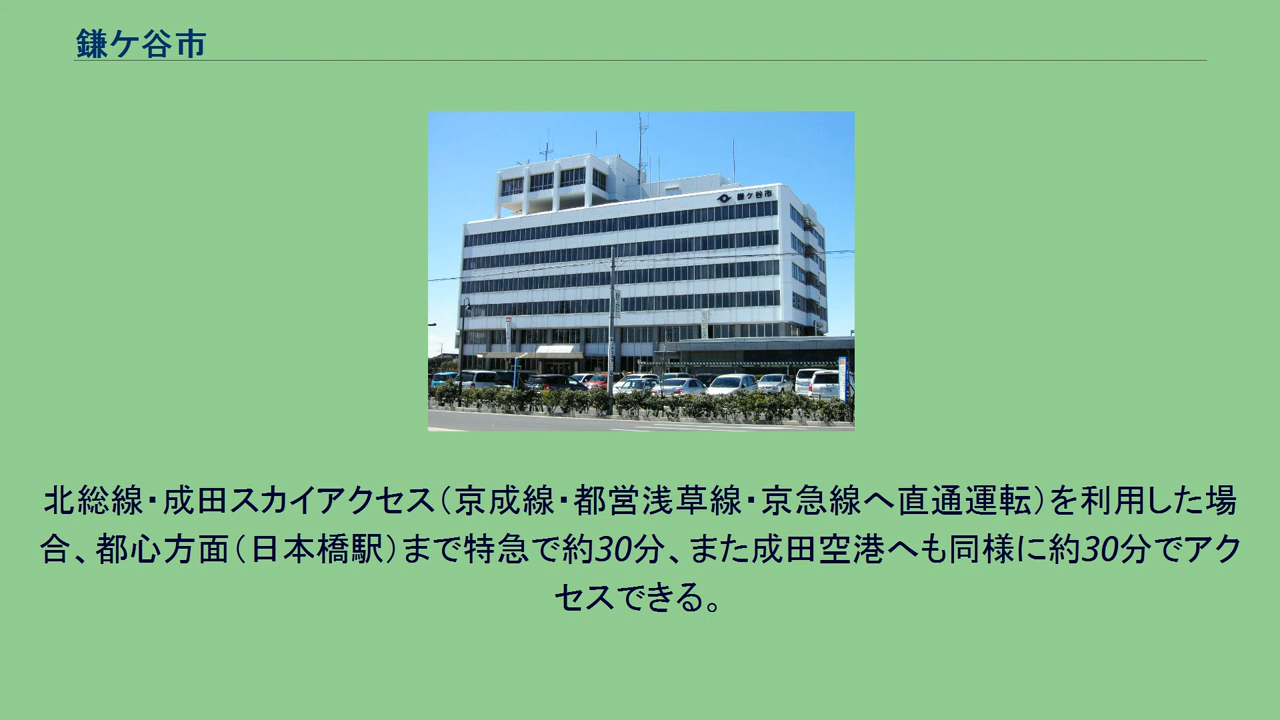 鎌ケ谷市
鎌ケ谷市
北総線・成田スカイアクセス（京成線・都営浅草線・京急線へ直通運転）を利用した場
合、都心方面（日本橋駅）まで特急で約30分、また成田空港へも同様に約30分でアク
セスできる。